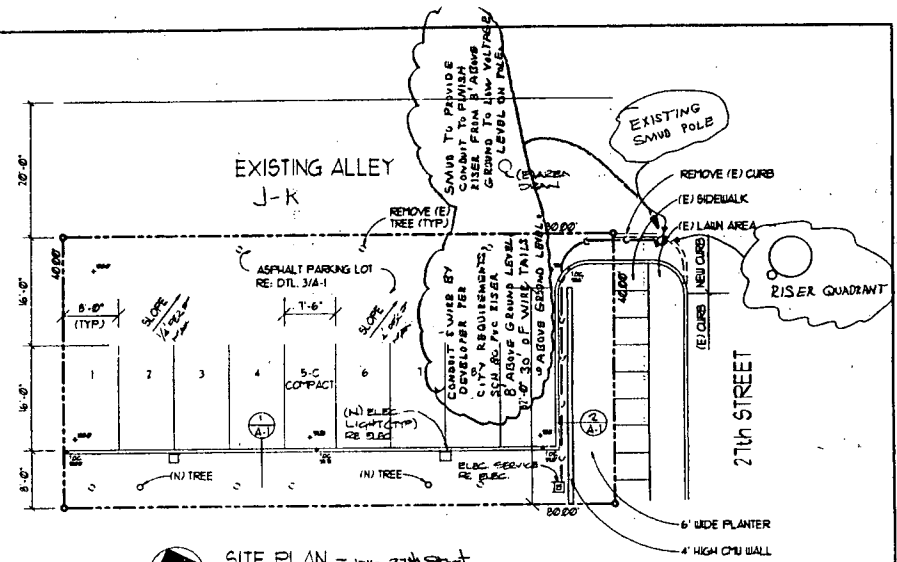 SMUD TO PROVIDE
CONDUIT TO FINISH
RISER FROM 8' ABOVE
GROUND TO LOW VOLTAGE
LEVEL ON POLE.
EXISTING
SMUD POLE
EXISTING ALLEY
J-K
20'-0"
REMOVE (E)
TREE (TYP)
80.00'
REMOVE (E) CURB
(E) SIDEWALK
(E) LAWN AREA
NEW CURB
(E) CURB
RISER QUADRANT
40.00'
40.00'
ASPHALT PARKING LOT
RE: DTL. 3/A-1
16'-0"
8'-0"
(TYP)
SLOPE
7'-6"
SLOPE
CONDUIT & WIRE BY
DEVELOPER PER
CITY REQUIREMENTS,
SCH 80 PVC RISER
8' ABOVE GROUND LEVEL
30' OF WIRE TAILS
ABOVE GROUND LEVEL.
16'-0"
1
2
3
4
5-C
COMPACT
6
7
1
A-1
2
A-1
(N) ELEC
LIGHT (TYP)
RE ELEC.
27th STREET
8'-0"
(N) TREE
(N) TREE
ELEC. SERVICE
RE ELEC.
80.00'
6' WIDE PLANTER
4' HIGH CMU WALL
SITE PLAN
27th Street